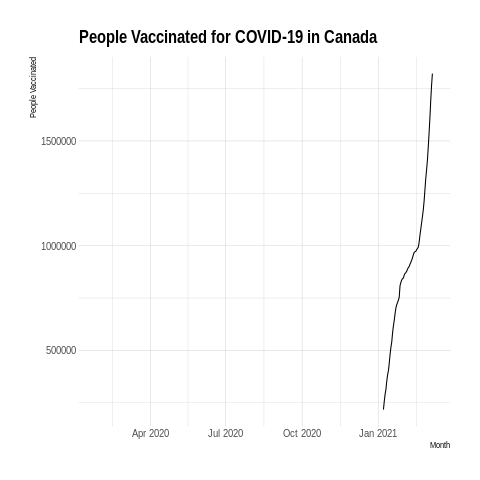 People Vaccinated for COVID-19 in Canada
People Vaccinated
1500000
1000000
500000
Apr 2020 Jul 2020 Oct 2020 Jan 2021
Month